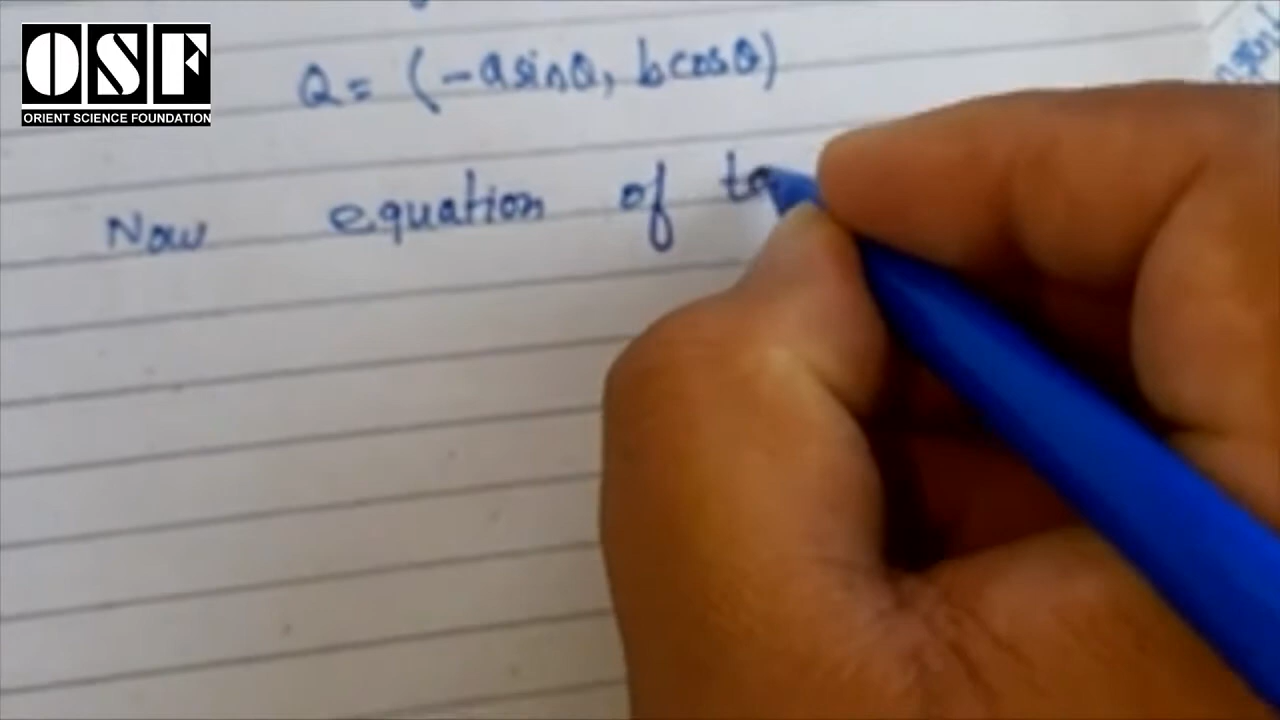 OSF
ORIENT SCIENCE FOUNDATION
Q = (-asinθ, bcosθ)
Now equation of